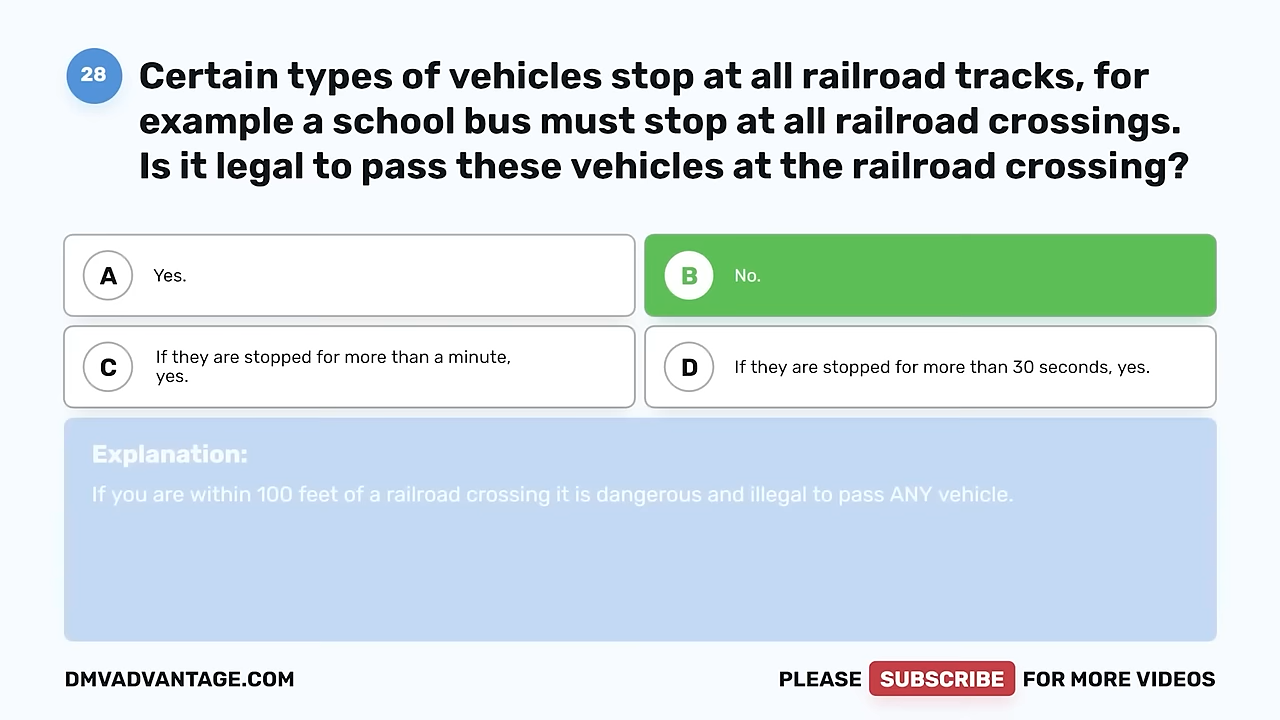 28
Certain types of vehicles stop at all railroad tracks, for
example a school bus must stop at all railroad crossings.
Is it legal to pass these vehicles at the railroad crossing?
A
Yes.
B
No.
C
If they are stopped for more than a minute,
yes.
D
If they are stopped for more than 30 seconds, yes.
Explanation:
If you are within 100 feet of a railroad crossing it is dangerous and illegal to pass ANY vehicle.
DMVADVANTAGE.COM
PLEASE SUBSCRIBE FOR MORE VIDEOS